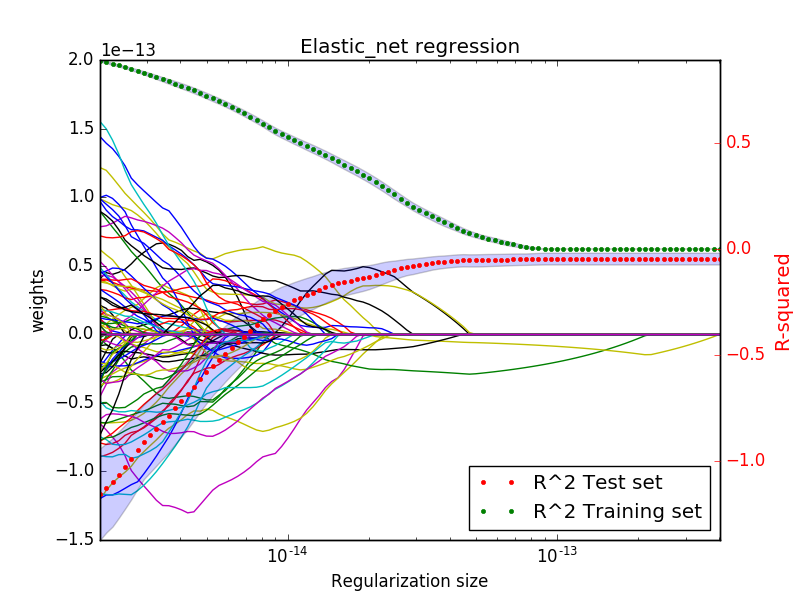 Elastic_net regression
1e−13
2.0
1.5
1.0
0.5
0.0
−0.5
−1.0
−1.5
weights
0.5
0.0
−0.5
−1.0
R-squared
R^2 Test set
R^2 Training set
10^-14
10^-13
Regularization size